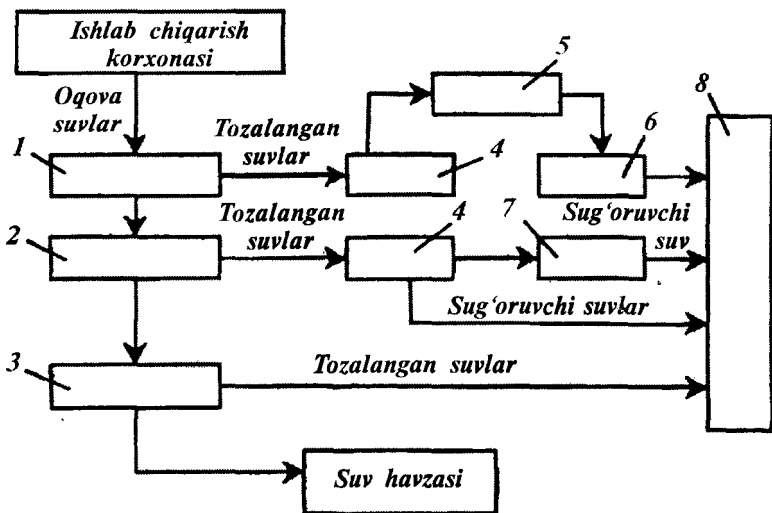 Ishlab chiqarish
korxonasi
5
8
Oqova
suvlar
Tozalangan
suvlar
6
1
4
Tozalangan
suvlar
Sug‘oruvchi
suv
2
4
7
Sug‘oruvchi suvlar
3
Tozalangan suvlar
Suv havzasi